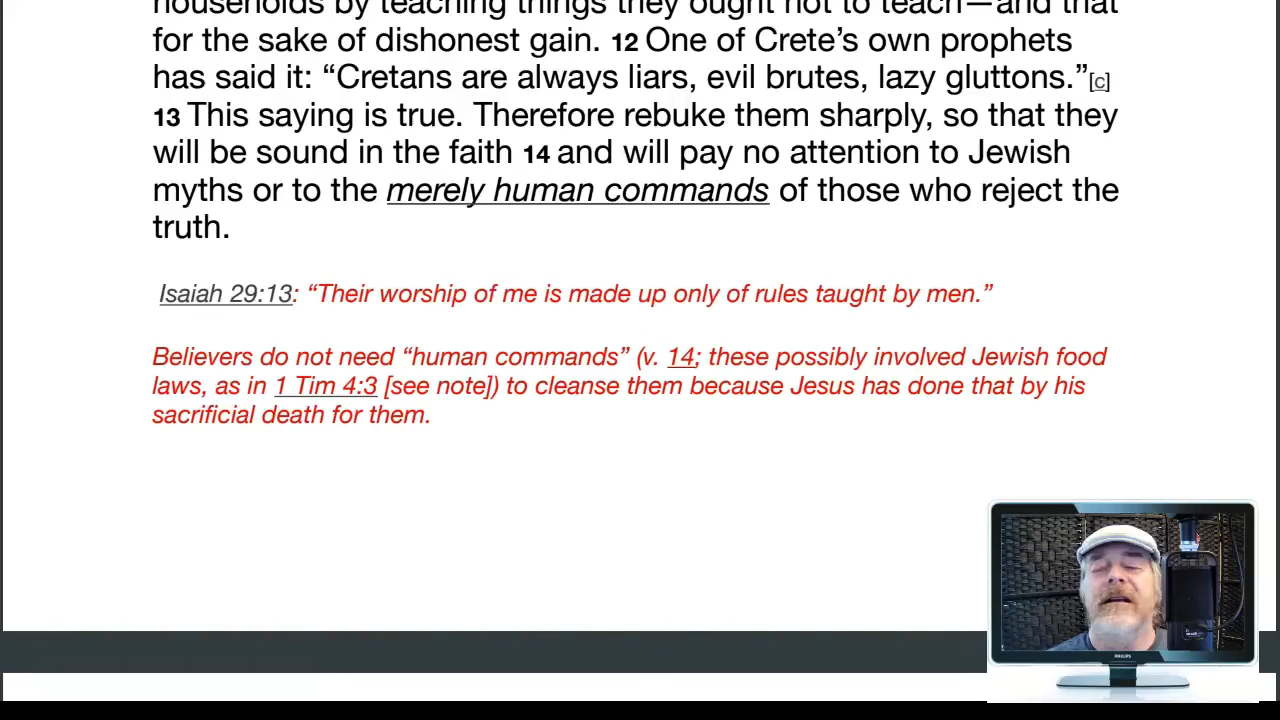 households by teaching things they ought not to teach—and that
for the sake of dishonest gain. 12 One of Crete’s own prophets
has said it: “Cretans are always liars, evil brutes, lazy gluttons.”[c]
13 This saying is true. Therefore rebuke them sharply, so that they
will be sound in the faith 14 and will pay no attention to Jewish
myths or to the merely human commands of those who reject the
truth.
Isaiah 29:13: “Their worship of me is made up only of rules taught by men.”
Believers do not need “human commands” (v. 14; these possibly involved Jewish food
laws, as in 1 Tim 4:3 [see note]) to cleanse them because Jesus has done that by his
sacrificial death for them.
PHILIPS